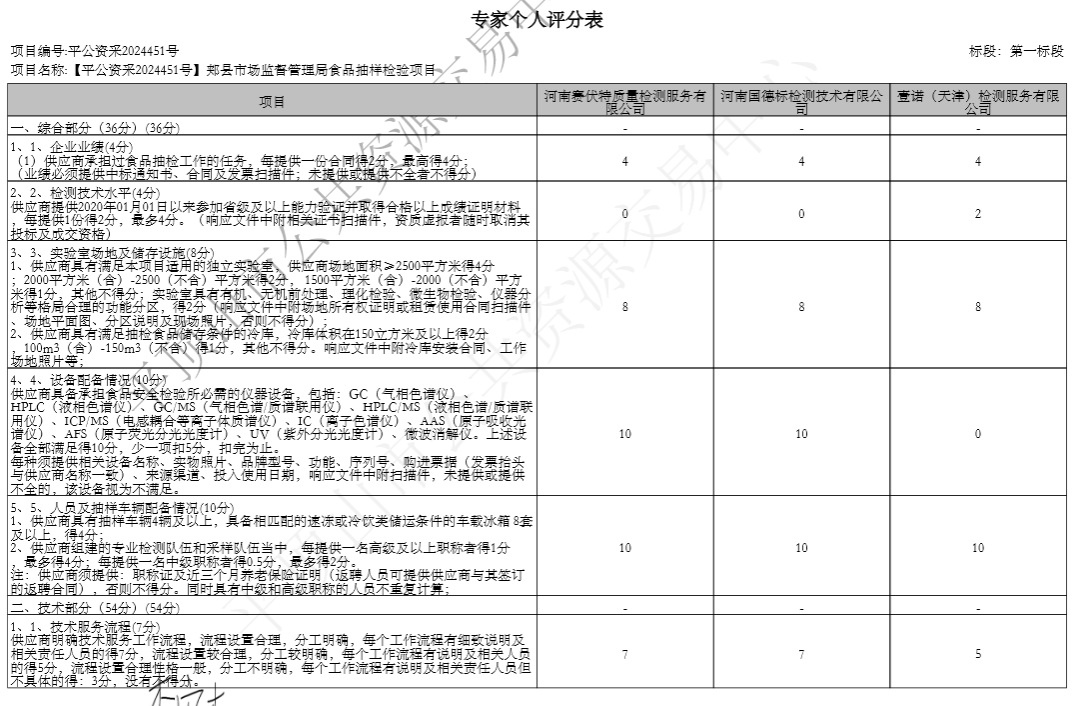 专家个人评分表
项目编号:平公资采2024451号
标段：第一标段
项目名称:【平公资采2024451号】郏县市场监督管理局食品抽样检验项目
项目
河南赛伏特质量检测服务有
限公司
河南国德标检测技术有限公
司
壹诺（天津）检测服务有限
公司
一、综合部分（36分）(36分)
- - -
1、1、企业业绩(4分)
（1）供应商承担过食品抽检工作的任务，每提供一份合同得2分，最高得4分；
（业绩必须提供中标通知书、合同及发票扫描件；未提供或提供不全者不得分）
4 4 4
2、2、检测技术水平(4分)
供应商提供2020年01月01日以来参加省级及以上能力验证并取得合格以上成绩证明材料
，每提供1份得2分，最多4分。（响应文件中附相关证书扫描件，资质虚报者随时取消其
投标及成交资格）
0 0 2
3、3、实验室场地及储存设施(8分)
1、供应商具有满足本项目适用的独立实验室，供应商场地面积≥2500平方米得4分
；2000平方米（含）-2500（不含）平方米得2分，1500平方米（含）-2000（不含）平方
米得1分，其他不得分；实验室具有有机、无机前处理、理化检验、微生物检验、仪器分
析等格局合理的功能分区，得2分（响应文件中附场地所有权证明或租赁使用合同扫描件
、场地平面图、分区说明及现场照片，否则不得分）；
2、供应商具有满足抽检食品储存条件的冷库，冷库体积在150立方米及以上得2分
，100m3（含）-150m3（不含）得1分，其他不得分。响应文件中附冷库安装合同、工作
场地照片等；
8 8 8
4、4、设备配备情况(10分)
供应商具备承担食品安全检验所必需的仪器设备，包括：GC（气相色谱仪）、
HPLC（液相色谱仪）、GC/MS（气相色谱/质谱联用仪）、HPLC/MS（液相色谱/质谱联
用仪）、ICP/MS（电感耦合等离子体质谱仪）、IC（离子色谱仪）、AAS（原子吸收光
谱仪）、AFS（原子荧光分光光度计）、UV（紫外分光光度计）、微波消解仪。上述设
备全部满足得10分，少一项扣5分，扣完为止。
每种须提供相关设备名称、实物照片、品牌型号、功能、序列号、购进票据（发票抬头
与供应商名称一致）、来源渠道、投入使用日期，响应文件中附扫描件，未提供或提供
不全的，该设备视为不满足。
10 10 0
5、5、人员及抽样车辆配备情况(10分)
1、供应商具有抽样车辆4辆及以上，具备相匹配的速冻或冷饮类储运条件的车载冰箱 8套
及以上，得4分；
2、供应商组建的专业检测队伍和采样队伍当中，每提供一名高级及以上职称者得1分
，最多得4分；每提供一名中级职称者得0.5分，最多得2分。
注：供应商须提供：职称证及近三个月养老保险证明（返聘人员可提供供应商与其签订
的返聘合同），否则不得分。同时具有中级和高级职称的人员不重复计算；
10 10 10
二、技术部分（54分）(54分)
- - -
1、1、技术服务流程(7分)
供应商明确技术服务工作流程，流程设置合理，分工明确，每个工作流程有细致说明及
相关责任人员的得7分，流程设置较合理，分工较明确，每个工作流程有说明及相关人员
的得5分，流程设置合理性格一般，分工不明确，每个工作流程有说明及相关责任人员但
不具体的得：3分，没有不得分。
7 7 5